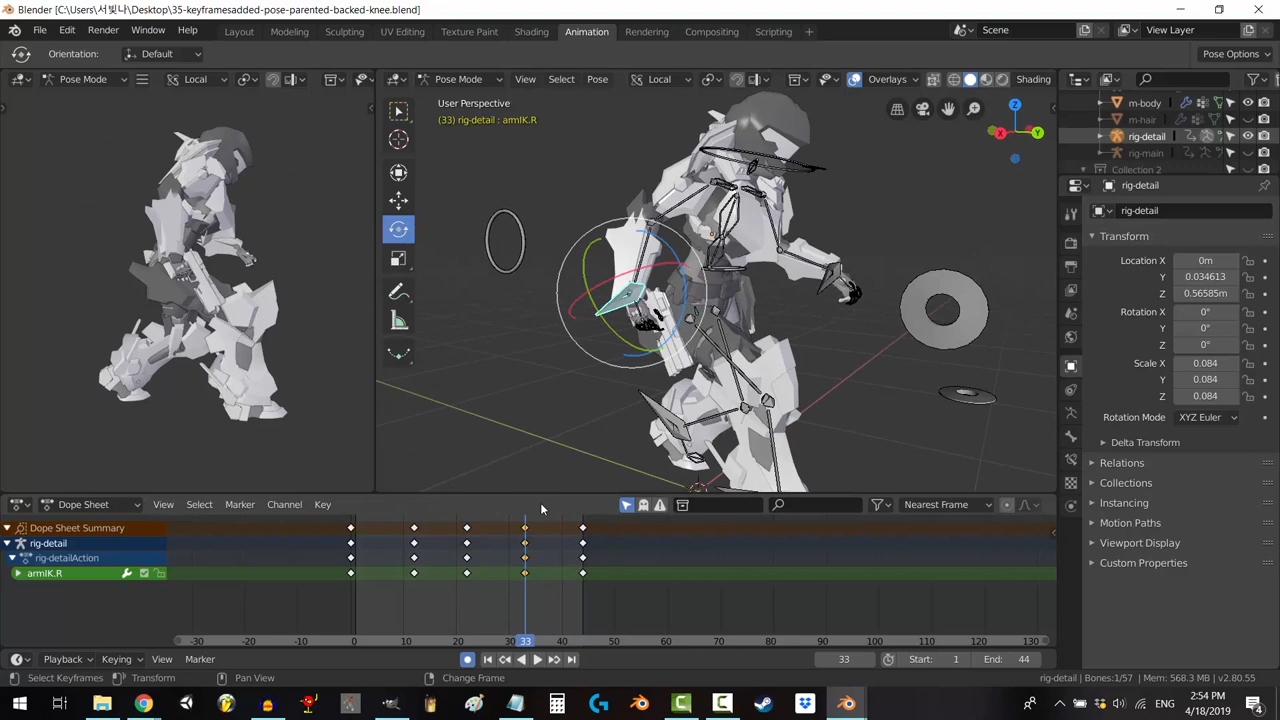 Blender [C:\Users\서빛나\Desktop\35-keyframesadded-pose-parented-backed-knee.blend]
File Edit Render Window Help Layout Modeling Sculpting UV Editing Texture Paint Shading Animation Rendering Compositing Scripting + Scene View Layer
Orientation: Default Pose Options
Pose Mode Local Pose Mode View Select Pose Local Overlays Shading
User Perspective
(33) rig-detail : armIK.R
Z
X
Y
m-body
m-hair
rig-detail
rig-main
Collection 2
rig-detail
rig-detail
Transform
Location X 0m
Y 0.034613
Z 0.56585m
Rotation X 0°
Y 0°
Z 0°
Scale X 0.084
Y 0.084
Z 0.084
Rotation Mode XYZ Euler
Delta Transform
Relations
Collections
Instancing
Motion Paths
Viewport Display
Custom Properties
Dope Sheet View Select Marker Channel Key Nearest Frame
Dope Sheet Summary
rig-detail
rig-detailAction
armIK.R
-30 -20 -10 0 10 20 30 33 40 50 60 70 80 90 100 110 120 130
Playback Keying View Marker 33 Start: 1 End: 44
Select Keyframes Transform Pan View Change Frame rig-detail | Bones:1/57 | Mem: 568.3 MB | v2.80.55
ENG 2:54 PM
4/18/2019 4